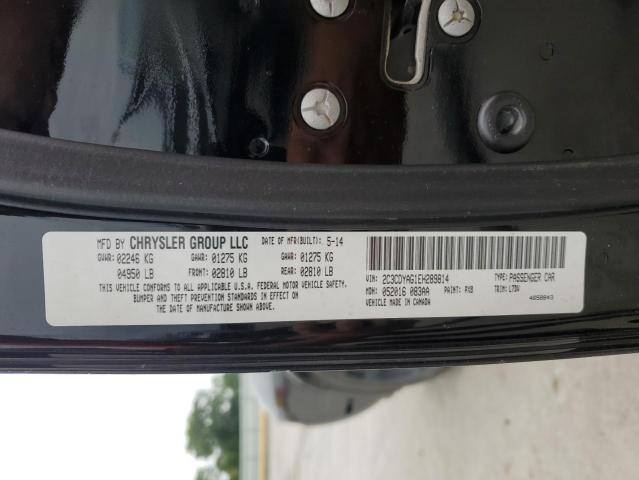 MFD BY CHRYSLER GROUP LLC DATE OF MFR(BUILT): 5-14
GVWR: 02246 KG GAWR: 01275 KG GAWR: 01275 KG
04950 LB FRONT: 02810 LB REAR: 02810 LB
THIS VEHICLE CONFORMS TO ALL APPLICABLE U.S.A. FEDERAL MOTOR VEHICLE SAFETY,
BUMPER AND THEFT PREVENTION STANDARDS IN EFFECT ON
THE DATE OF MANUFACTURE SHOWN ABOVE.
VIN: 2C3CDYAG1EH289814 TYPE: PASSENGER CAR
MDH: 052016 083AA PAINT: PX8 TRIM: L7DV
VEHICLE MADE IN CANADA